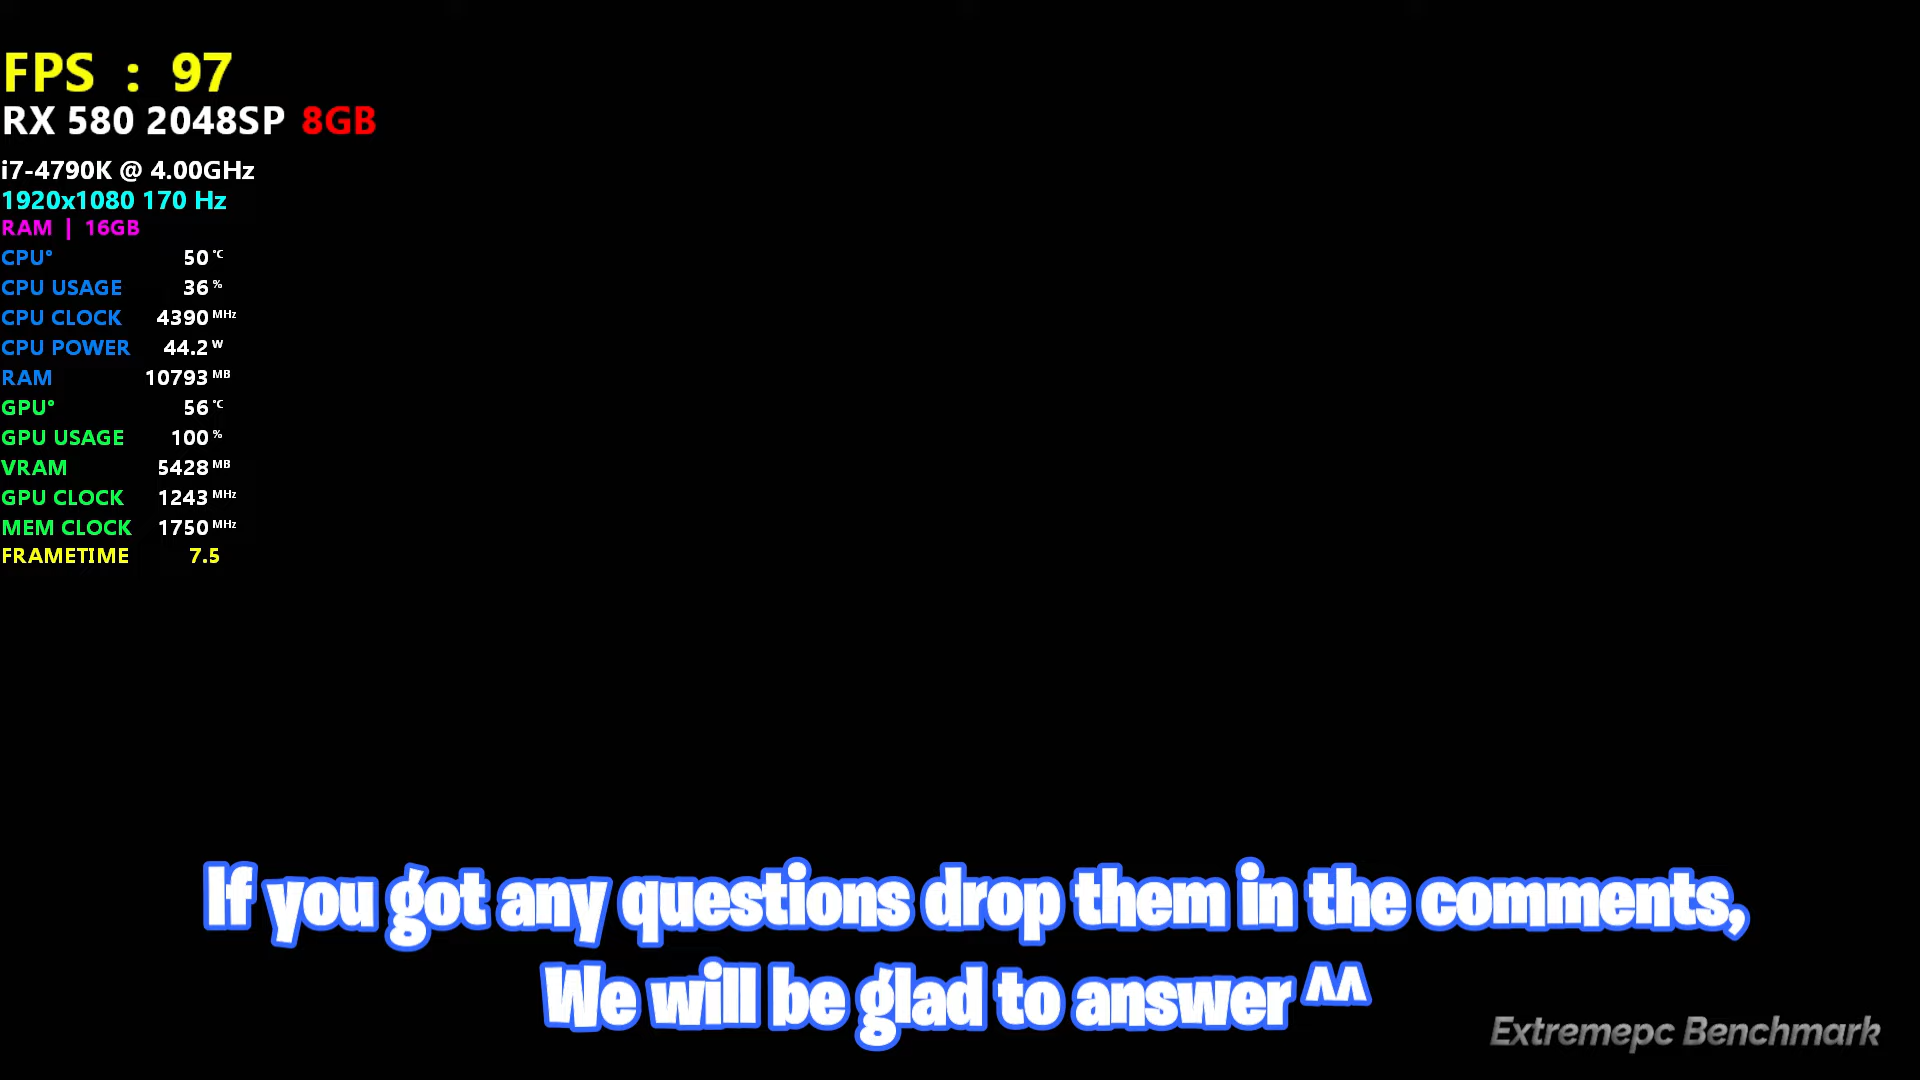 FPS : 97
RX 580 2048SP 8GB
i7-4790K @ 4.00GHz
1920x1080 170 Hz
RAM | 16GB
CPU° 50 °C
CPU USAGE 36 %
CPU CLOCK 4390 MHz
CPU POWER 44.2 W
RAM 10793 MB
GPU° 56 °C
GPU USAGE 100 %
VRAM 5428 MB
GPU CLOCK 1243 MHz
MEM CLOCK 1750 MHz
FRAMETIME 7.5
If you got any questions drop them in the comments,
We will be glad to answer ^^
Extremepc Benchmark